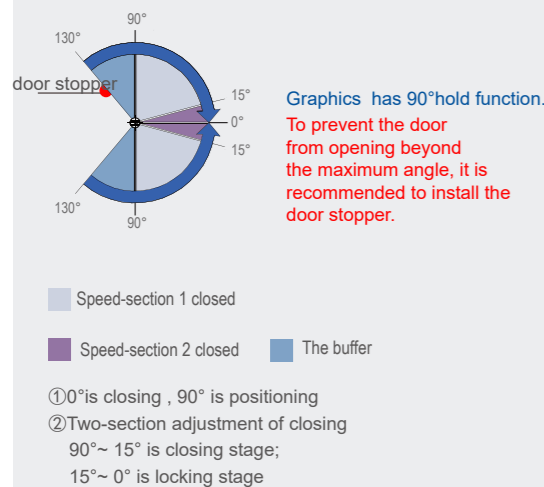 90°
130°
door stopper
15°
0°
15°
130°
90°
Graphics has 90°hold function.
To prevent the door
from opening beyond
the maximum angle, it is
recommended to install the
door stopper.
Speed-section 1 closed
Speed-section 2 closed
The buffer
①0°is closing , 90° is positioning
②Two-section adjustment of closing
90°~ 15° is closing stage;
15°~ 0° is locking stage